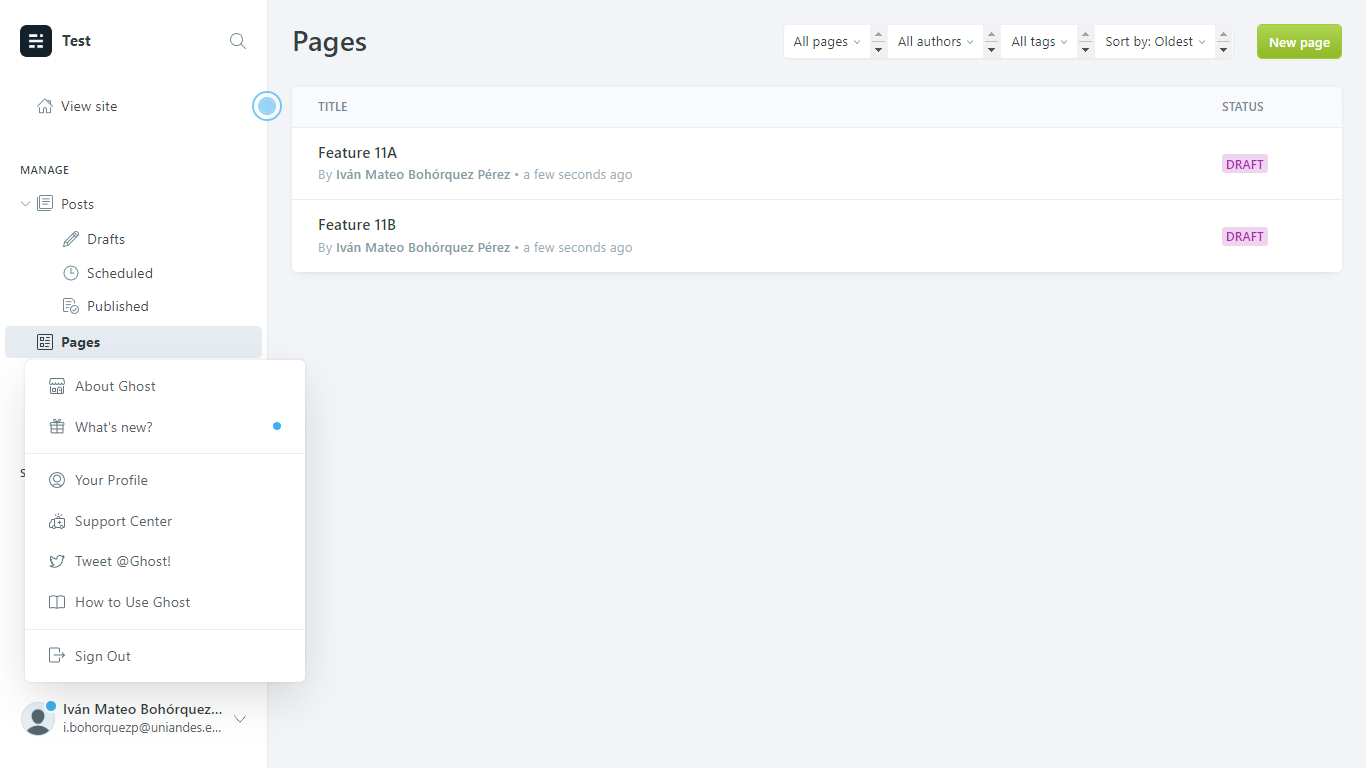 Test
View site
MANAGE
Posts
Drafts
Scheduled
Published
Pages
About Ghost
What's new?
Your Profile
Support Center
Tweet @Ghost!
How to Use Ghost
Sign Out
Iván Mateo Bohórquez...
i.bohorquezp@uniandes.e...
Pages
All pages
All authors
All tags
Sort by: Oldest
New page
TITLE STATUS
Feature 11A
By Iván Mateo Bohórquez Pérez • a few seconds ago
DRAFT
Feature 11B
By Iván Mateo Bohórquez Pérez • a few seconds ago
DRAFT